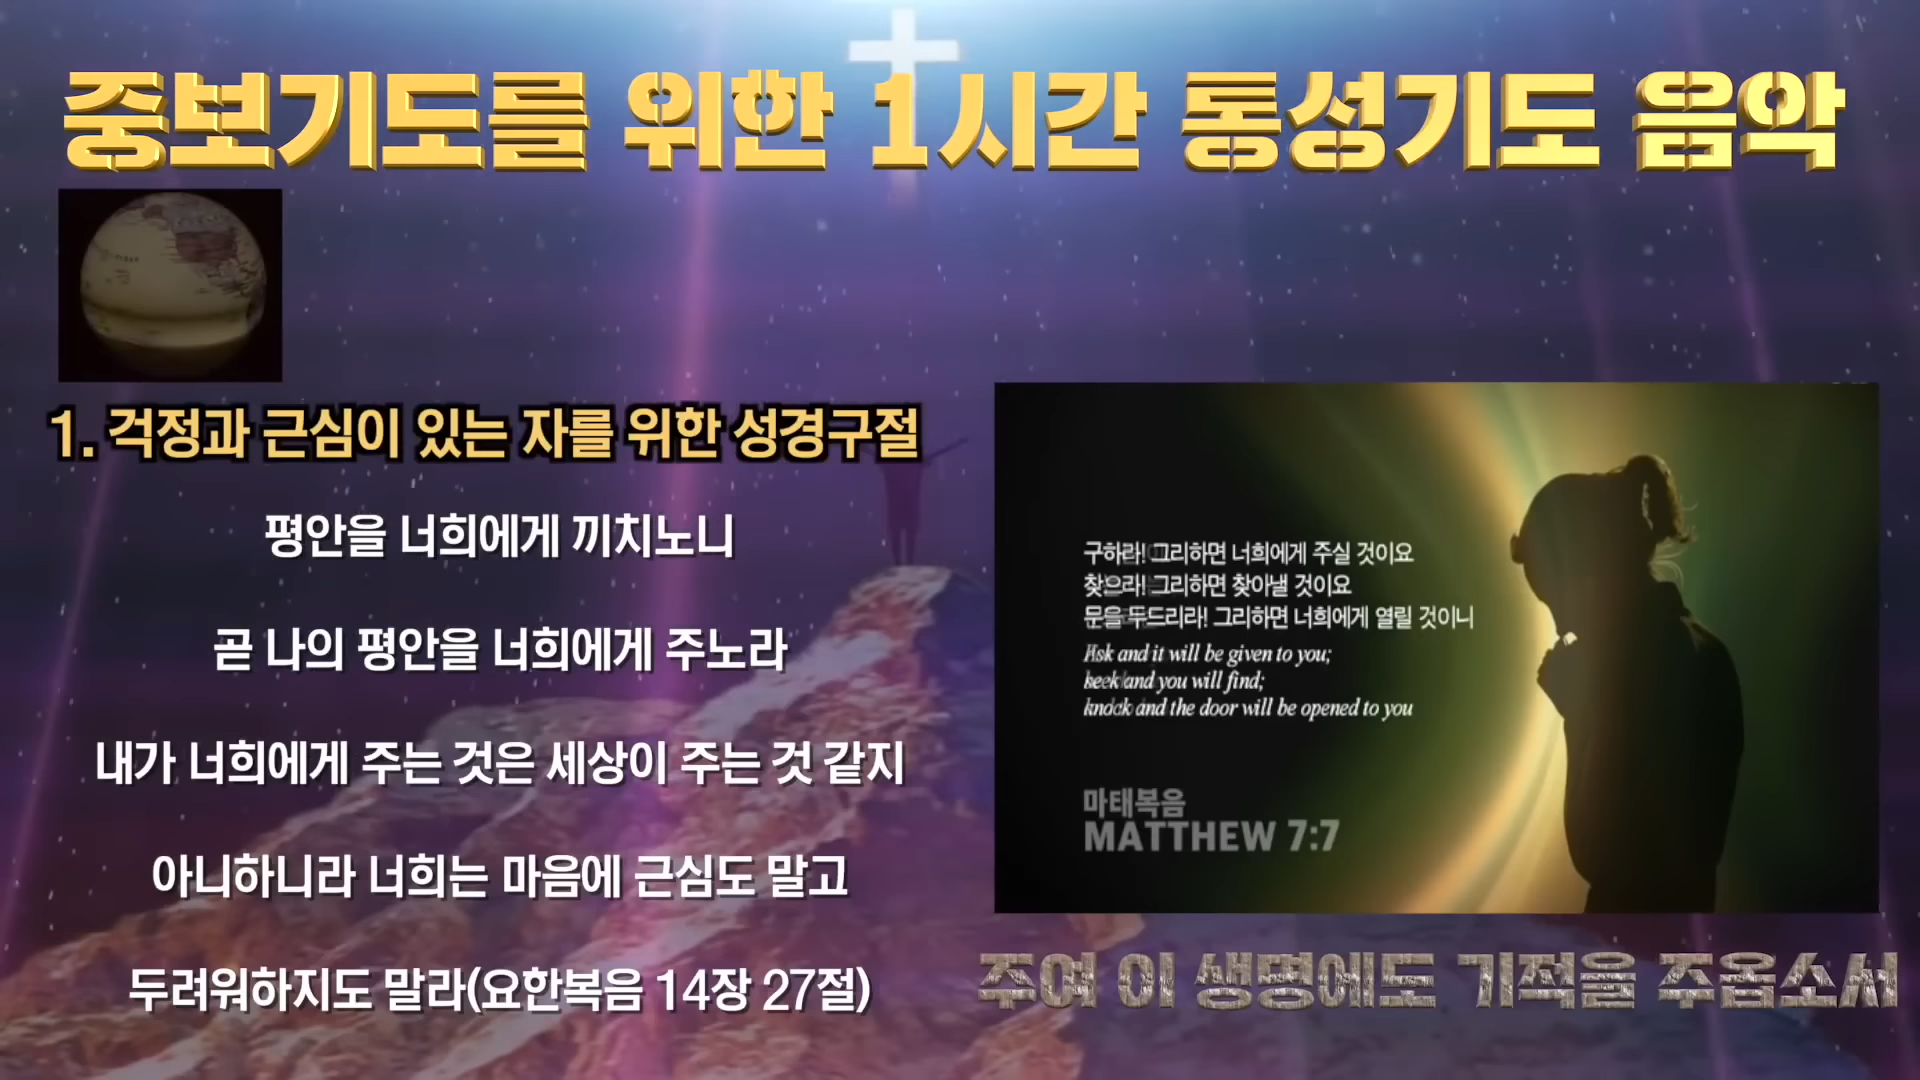 중보기도를 위한 1시간 통성기도 음악
1. 걱정과 근심이 있는 자를 위한 성경구절
평안을 너희에게 끼치노니
곧 나의 평안을 너희에게 주노라
내가 너희에게 주는 것은 세상이 주는 것 같지
아니하니라 너희는 마음에 근심도 말고
두려워하지도 말라(요한복음 14장 27절)
구하라! 그리하면 너희에게 주실 것이요
찾으라! 그리하면 찾아낼 것이요
문을 두드리라! 그리하면 너희에게 열릴 것이니
Ask and it will be given to you;
seek and you will find;
knock and the door will be opened to you
마태복음
MATTHEW 7:7
주여 이 생명에도 기적을 주옵소서